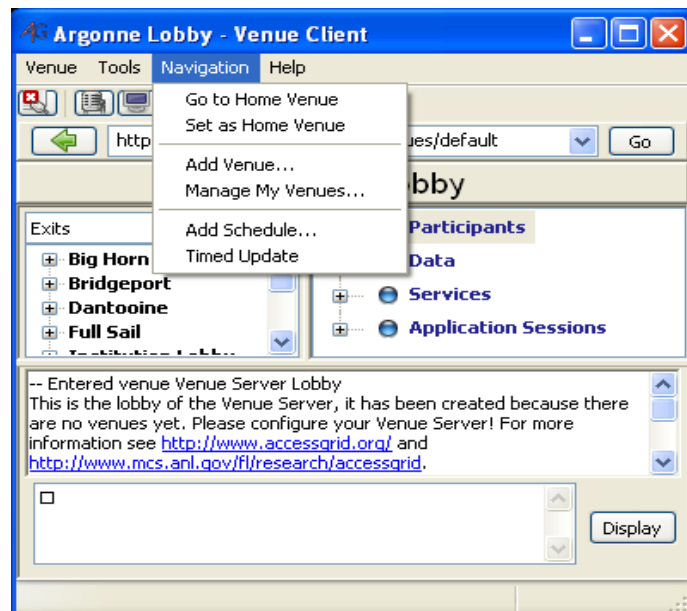 Argonne Lobby - Venue Client
Venue Tools Navigation Help
Go to Home Venue
Set as Home Venue
Add Venue...
Manage My Venues...
Add Schedule...
Timed Update
http ues/default Go
bby
Exits
Big Horn
Bridgeport
Dantooine
Full Sail
Participants
Data
Services
Application Sessions
-- Entered venue Venue Server Lobby
This is the lobby of the Venue Server, it has been created because there
are no venues yet. Please configure your Venue Server! For more
information see http://www.accessgrid.org/ and
http://www.mcs.anl.gov/fl/research/accessgrid.
Display